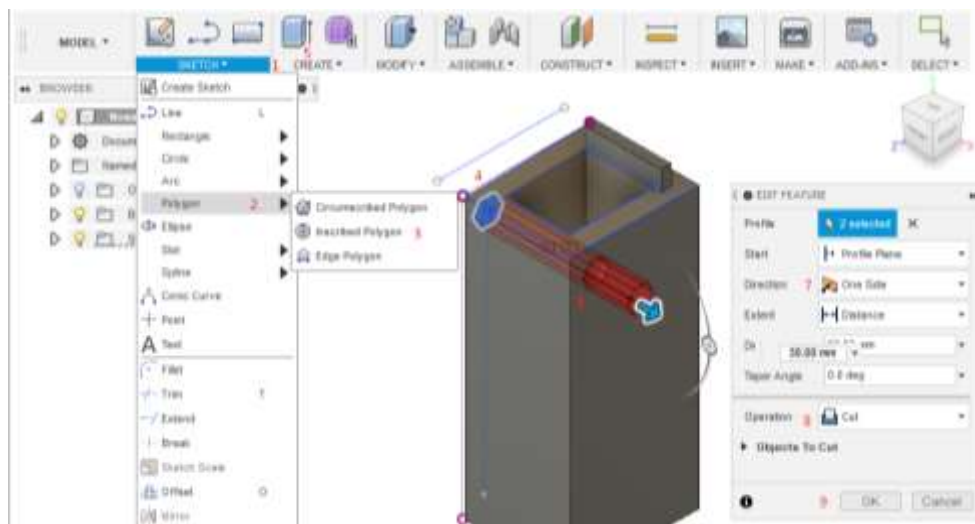 MODEL ▾
SKETCH ▾ 1 CREATE ▾ MODIFY ▾ ASSEMBLE ▾ CONSTRUCT ▾ INSPECT ▾ INSERT ▾ MAKE ▾ ADD-INS ▾ SELECT ▾
5
BROWSER
Create Sketch
Line L
Rectangle
Circle
Arc
Polygon 2
Circumscribed Polygon
Inscribed Polygon 3
Edge Polygon
Ellipse
Slot
Spline
Conic Curve
Point
Text
Fillet
Trim T
Extend
Break
Sketch Scale
Offset O
Mirror
4
EDIT FEATURE
Profile 2 selected
Start Profile Plane
Direction 7 One Side
Extent Distance
50.00 mm
Taper Angle 0.0 deg
Operation 8 Cut
Objects To Cut
9 OK Cancel